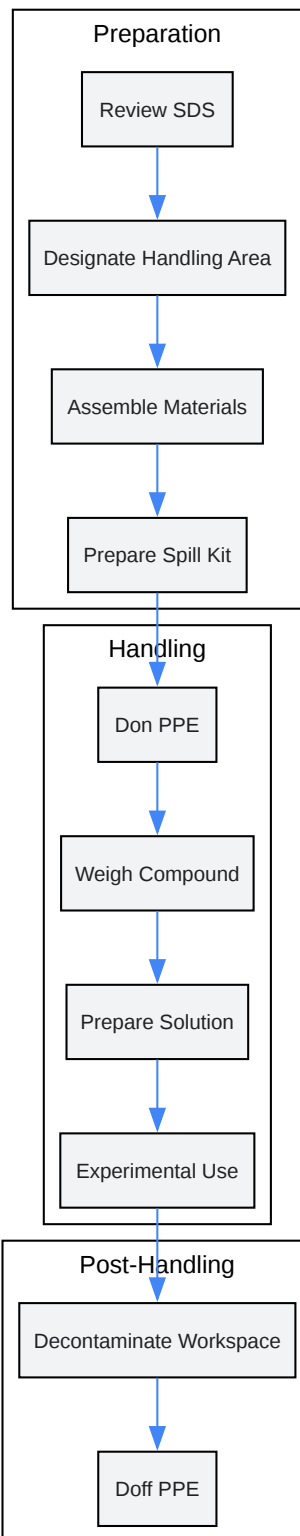 Preparation
Review SDS
Designate Handling Area
Assemble Materials
Prepare Spill Kit
Handling
Don PPE
Weigh Compound
Prepare Solution
Experimental Use
Post-Handling
Decontaminate Workspace
Doff PPE